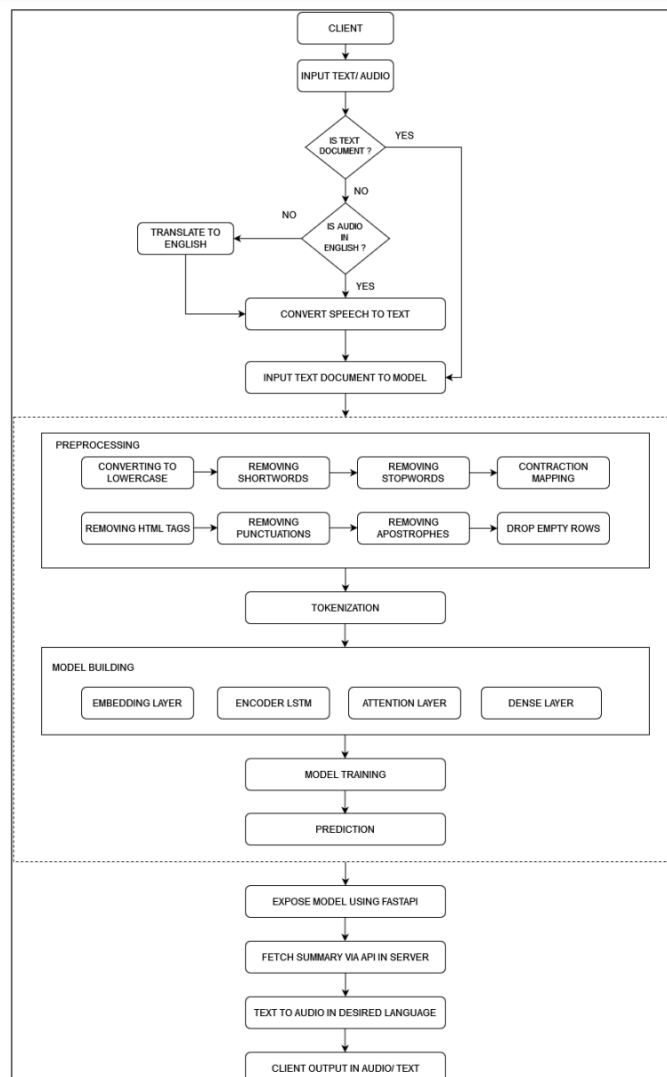 CLIENT
INPUT TEXT/ AUDIO
IS TEXT
DOCUMENT ?
YES
NO
NO
IS AUDIO
IN
ENGLISH ?
TRANSLATE TO
ENGLISH
YES
CONVERT SPEECH TO TEXT
INPUT TEXT DOCUMENT TO MODEL
PREPROCESSING
CONVERTING TO
LOWERCASE
REMOVING
SHORTWORDS
REMOVING
STOPWORDS
CONTRACTION
MAPPING
REMOVING HTML TAGS
REMOVING
PUNCTUATIONS
REMOVING
APOSTROPHES
DROP EMPTY ROWS
TOKENIZATION
MODEL BUILDING
EMBEDDING LAYER
ENCODER LSTM
ATTENTION LAYER
DENSE LAYER
MODEL TRAINING
PREDICTION
EXPOSE MODEL USING FASTAPI
FETCH SUMMARY VIA API IN SERVER
TEXT TO AUDIO IN DESIRED LANGUAGE
CLIENT OUTPUT IN AUDIO/ TEXT